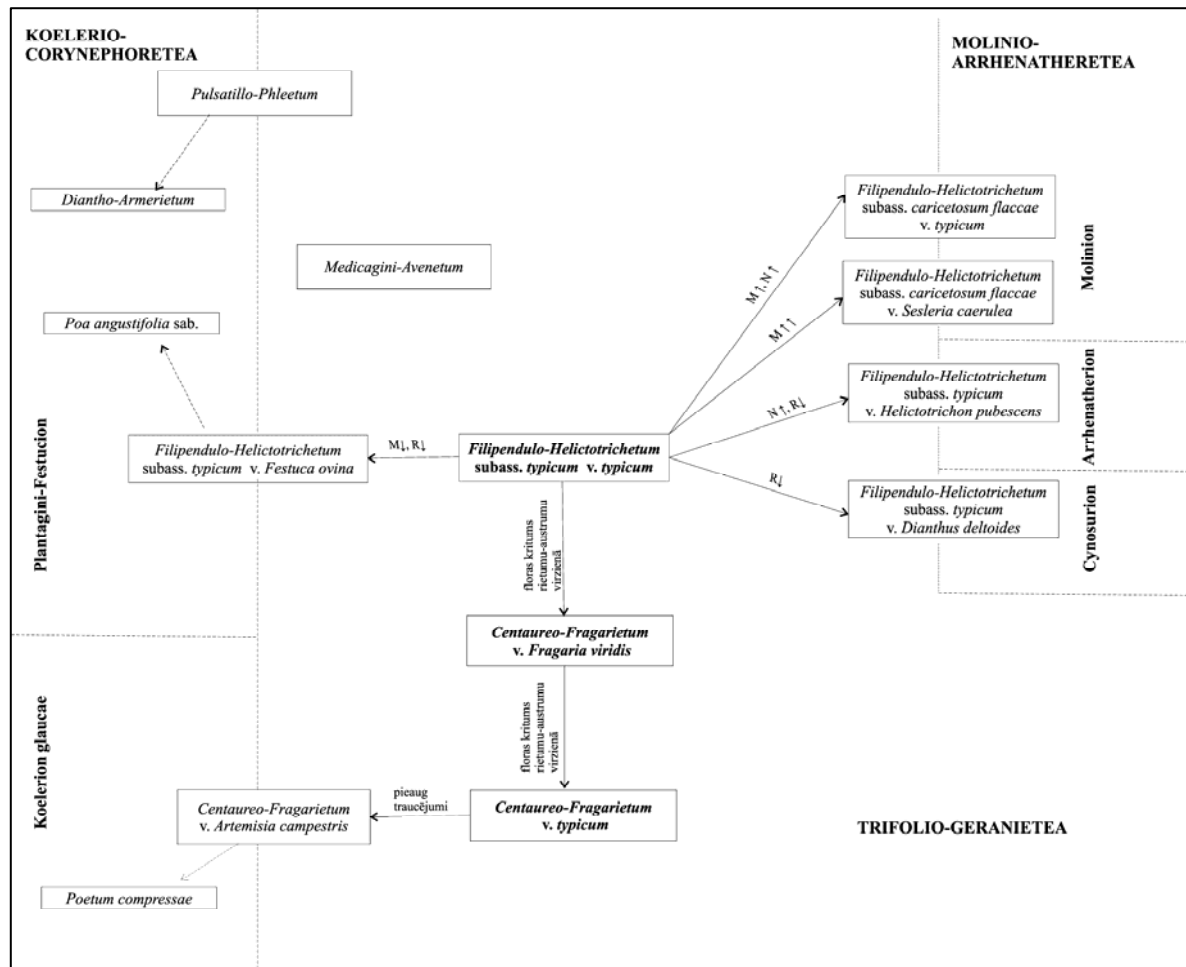 KOELERIO-
CORYNEPHORETEA
MOLINIO-
ARRHENATHERETEA
Pulsatillo-Phleetum
Diantho-Armerietum
Medicagini-Avenetum
Poa angustifolia sab.
Filipendulo-Helictotrichetum
subass. caricetosum flaccae
v. typicum
Molinion
M↑, N↑
Filipendulo-Helictotrichetum
subass. caricetosum flaccae
v. Sesleria caerulea
M↑↑
Filipendulo-Helictotrichetum
subass. typicum
v. Helictotrichon pubescens
Arrhenatherion
N↑, R↓
Plantagini-Festucion
Filipendulo-Helictotrichetum
subass. typicum v. Festuca ovina
M↓, R↓
Filipendulo-Helictotrichetum
subass. typicum v. typicum
R↓
Filipendulo-Helictotrichetum
subass. typicum
v. Dianthus deltoides
Cynosurion
floras kritums
rietumu-austrumu
virzienā
Centaureo-Fragarietum
v. Fragaria viridis
floras kritums
rietumu-austrumu
virzienā
Koelerion glaucae
Centaureo-Fragarietum
v. Artemisia campestris
pieaug
traucējumi
Centaureo-Fragarietum
v. typicum
TRIFOLIO-GERANIETEA
Poetum compressae